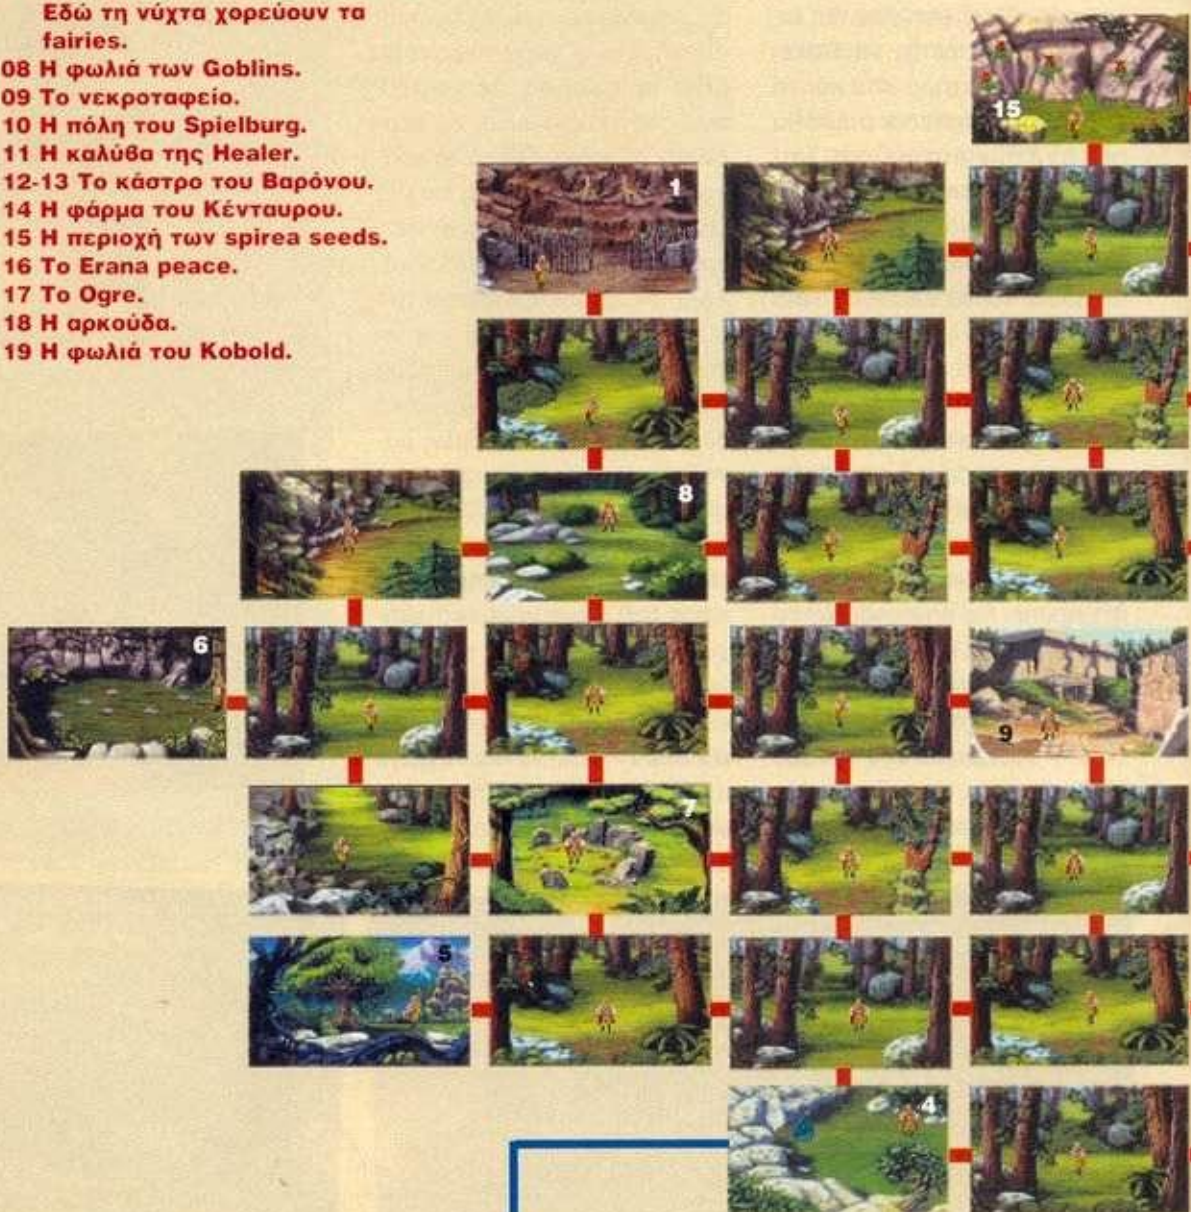 Εδώ τη νύχτα χορεύουν τα
fairies.
08 Η φωλιά των Goblins.
09 Το νεκροταφείο.
10 Η πόλη του Spielburg.
11 Η καλύβα της Healer.
12-13 Το κάστρο του Βαρόνου.
14 Η φάρμα του Κένταυρου.
15 Η περιοχή των spirea seeds.
16 Το Erana peace.
17 Το Ogre.
18 Η αρκούδα.
19 Η φωλιά του Kobold.
15
1
8
6
9
7
5
4